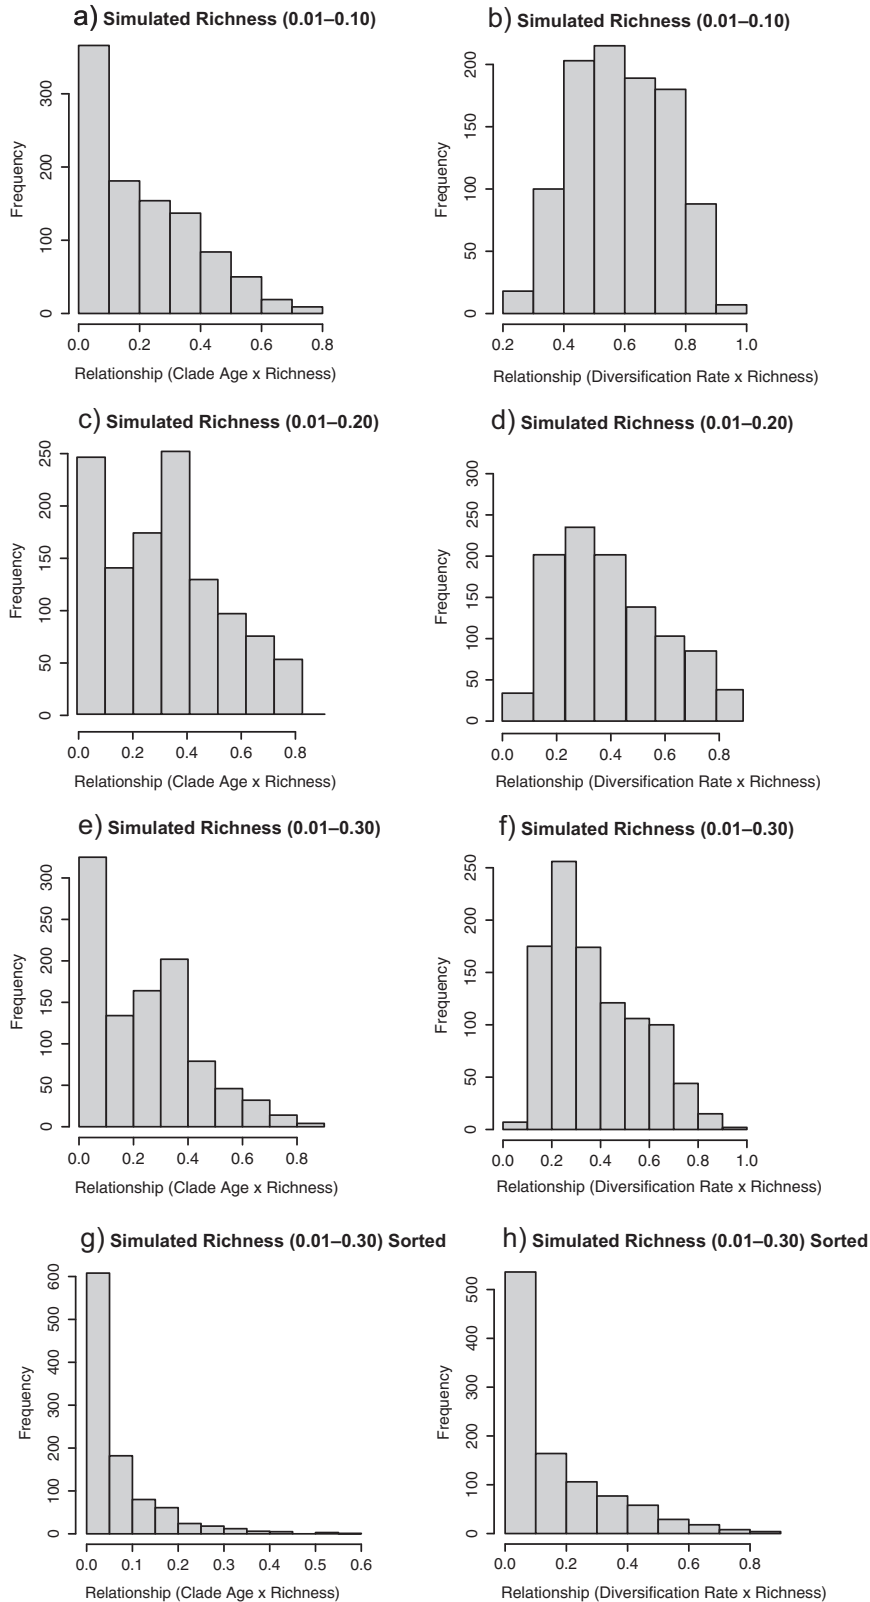 a) Simulated Richness (0.01–0.10)
Frequency
300
200
100
0
0.0 0.2 0.4 0.6 0.8
Relationship (Clade Age x Richness)
b) Simulated Richness (0.01–0.10)
Frequency
200
150
100
50
0
0.2 0.4 0.6 0.8 1.0
Relationship (Diversification Rate x Richness)
c) Simulated Richness (0.01–0.20)
Frequency
250
200
150
100
50
0
0.0 0.2 0.4 0.6 0.8
Relationship (Clade Age x Richness)
d) Simulated Richness (0.01–0.20)
Frequency
300
250
200
150
100
50
0
0.0 0.2 0.4 0.6 0.8
Relationship (Diversification Rate x Richness)
e) Simulated Richness (0.01–0.30)
Frequency
300
250
200
150
100
50
0
0.0 0.2 0.4 0.6 0.8
Relationship (Clade Age x Richness)
f) Simulated Richness (0.01–0.30)
Frequency
250
200
150
100
50
0
0.0 0.2 0.4 0.6 0.8 1.0
Relationship (Diversification Rate x Richness)
g) Simulated Richness (0.01–0.30) Sorted
Frequency
600
500
400
300
200
100
0
0.0 0.1 0.2 0.3 0.4 0.5 0.6
Relationship (Clade Age x Richness)
h) Simulated Richness (0.01–0.30) Sorted
Frequency
500
400
300
200
100
0
0.0 0.2 0.4 0.6 0.8
Relationship (Diversification Rate x Richness)